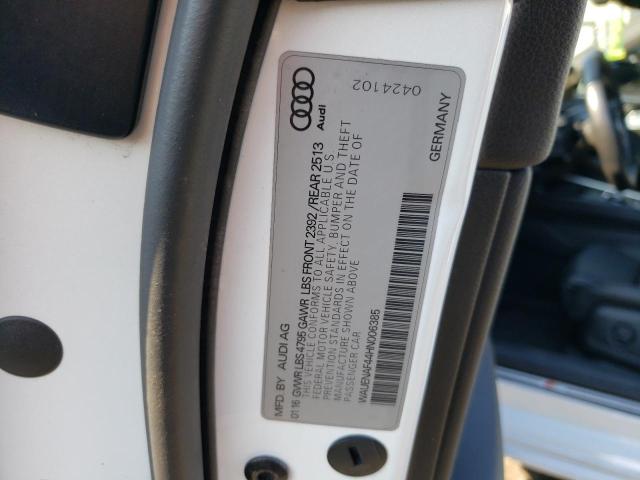 MFD. BY AUDI AG
0116 GVWR LBS 4795 GAWR LBS FRONT 2392 /REAR 2513
THIS VEHICLE CONFORMS TO ALL APPLICABLE U S
FEDERAL MOTOR VEHICLE SAFETY, BUMPER AND THEFT
PREVENTION STANDARDS IN EFFECT ON THE DATE OF
MANUFACTURE SHOWN ABOVE
PASSENGER CAR
WAUENAF44HN006385
Audi
0424102
GERMANY